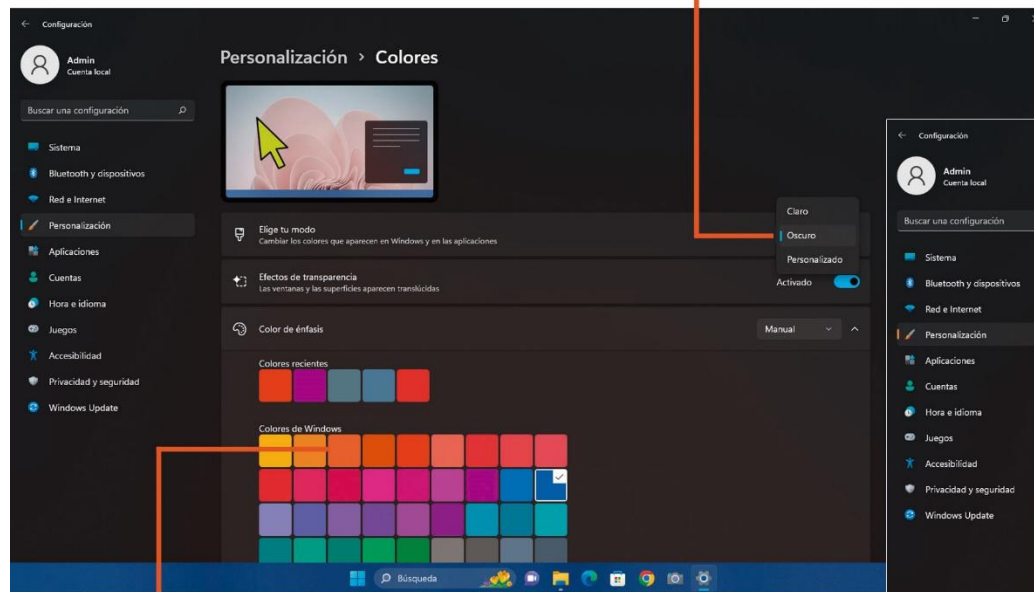 Configuración
Admin
Cuenta local
Buscar una configuración
Sistema
Bluetooth y dispositivos
Red e Internet
Personalización
Aplicaciones
Cuentas
Hora e idioma
Juegos
Accesibilidad
Privacidad y seguridad
Windows Update
Personalización > Colores
Elige tu modo
Cambiar los colores que aparecen en Windows y en las aplicaciones
Claro
Oscuro
Personalizado
Efectos de transparencia
Las ventanas y las superficies aparecen translúcidas
Activado
Color de énfasis
Manual
Colores recientes
Colores de Windows
Búsqueda
Configuración
Admin
Cuenta local
Buscar una configuración
Sistema
Bluetooth y dispositivos
Red e Internet
Personalización
Aplicaciones
Cuentas
Hora e idioma
Juegos
Accesibilidad
Privacidad y seguridad
Windows Update